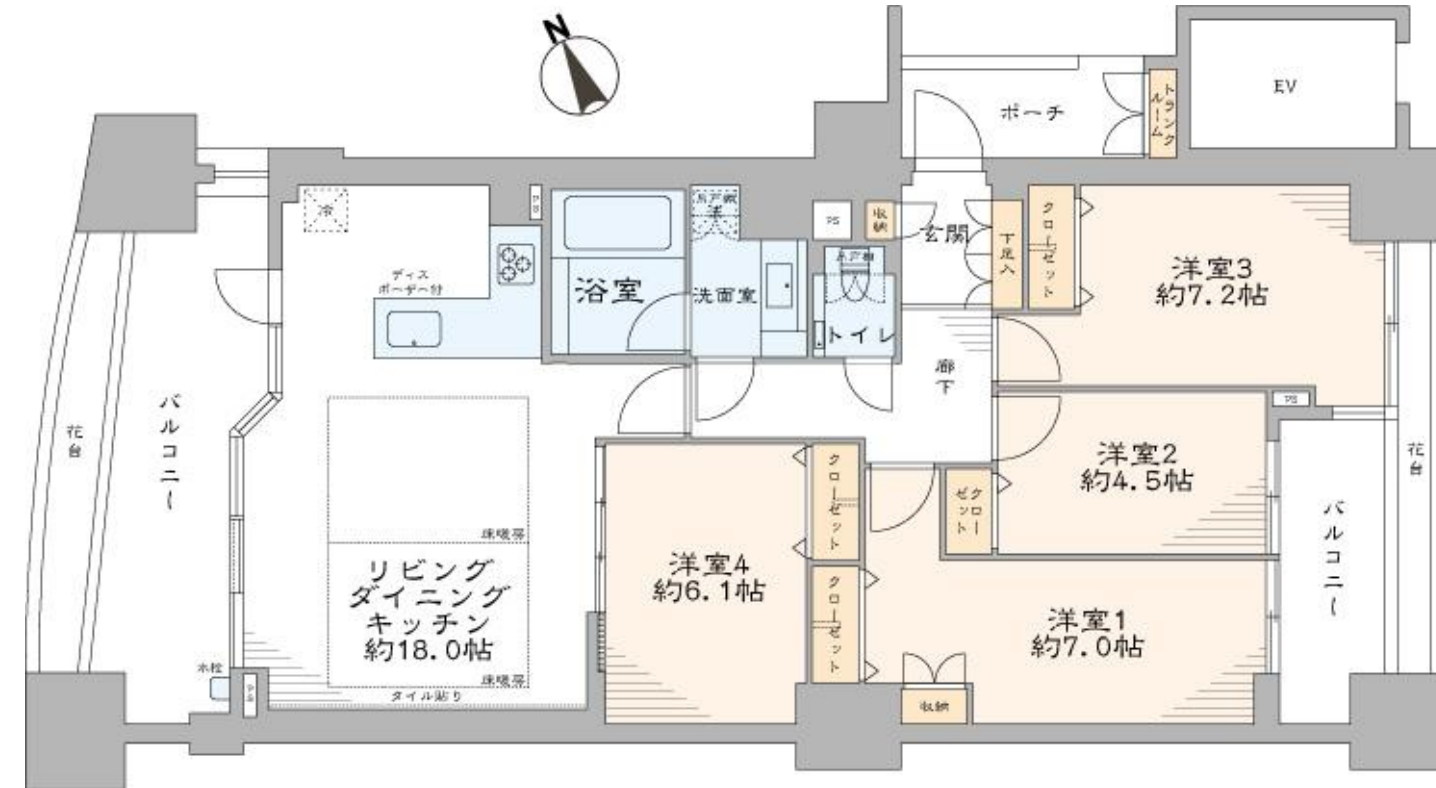 N
EV
ポーチ
トランク
ルーム
冷
P.S
吊戸棚
PS
収納
玄関
下足入
クローゼット
洋室3
約7.2帖
ディス
ポーザー付
浴室
洗面室
吊戸棚
トイレ
廊下
PS
花台
バルコニー
洋室2
約4.5帖
クロー
ゼット
クローゼット
バルコニー
花台
床暖房
リビング
ダイニング
キッチン
約18.0帖
洋室4
約6.1帖
クローゼット
洋室1
約7.0帖
水栓
P.S
床暖房
タイル貼り
収納